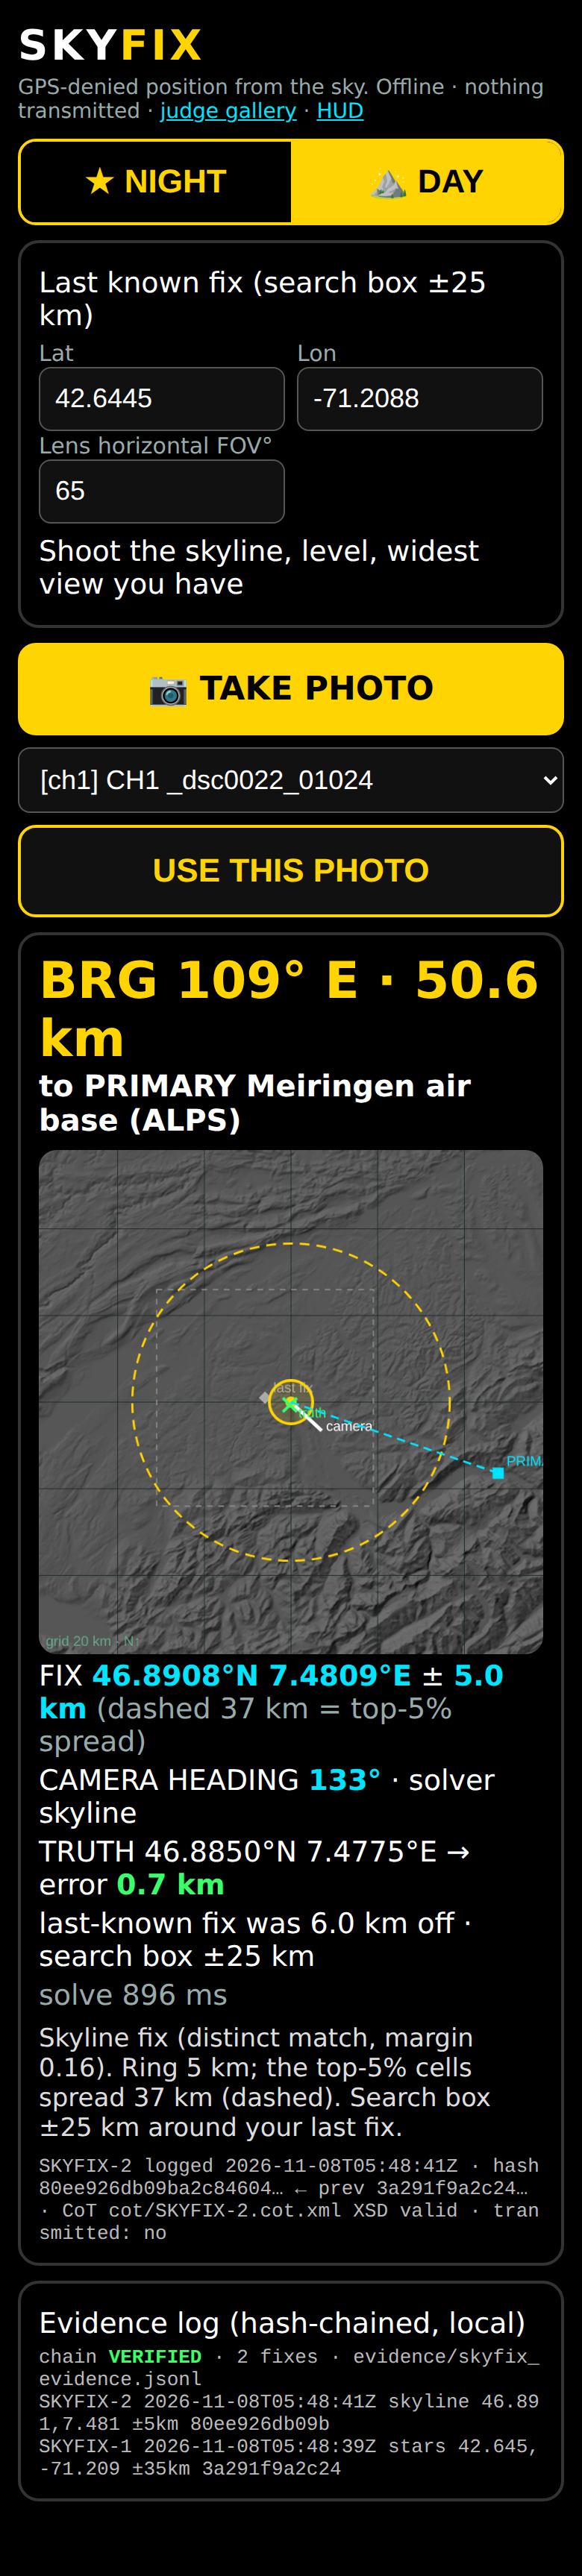 SKYFIX
GPS-denied position from the sky. Offline · nothing
transmitted · judge gallery · HUD
★ NIGHT
⛰️ DAY
Last known fix (search box ±25
km)
Lat
Lon
42.6445
-71.2088
Lens horizontal FOV°
65
Shoot the skyline, level, widest
view you have
📷 TAKE PHOTO
[ch1] CH1 _dsc0022_01024
USE THIS PHOTO
BRG 109° E · 50.6
km
to PRIMARY Meiringen air
base (ALPS)
last fix
truth
camera
PRIM
grid 20 km · N↑
FIX 46.8908°N 7.4809°E ± 5.0
km (dashed 37 km = top-5%
spread)
CAMERA HEADING 133° · solver
skyline
TRUTH 46.8850°N 7.4775°E →
error 0.7 km
last-known fix was 6.0 km off ·
search box ±25 km
solve 896 ms
Skyline fix (distinct match, margin
0.16). Ring 5 km; the top-5% cells
spread 37 km (dashed). Search box
±25 km around your last fix.
SKYFIX-2 logged 2026-11-08T05:48:41Z · hash
80ee926db09ba2c84604… ← prev 3a291f9a2c24…
· CoT cot/SKYFIX-2.cot.xml XSD valid · tran
smitted: no
Evidence log (hash-chained, local)
chain VERIFIED · 2 fixes · evidence/skyfix_
evidence.jsonl
SKYFIX-2 2026-11-08T05:48:41Z skyline 46.89
1,7.481 ±5km 80ee926db09b
SKYFIX-1 2026-11-08T05:48:39Z stars 42.645,
-71.209 ±35km 3a291f9a2c24